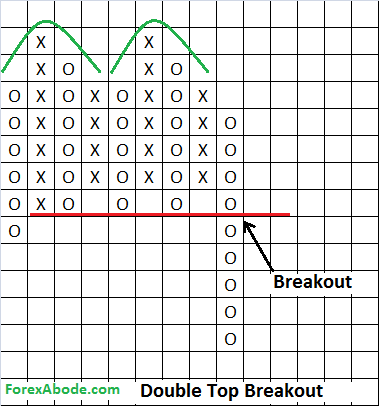 X X
X O X O
O X O X O X O X
O X O X O X O X O
O X O X O X O X O
O X O X O X O X O
O X O O O O
O O
O
O Breakout
O
O
ForexAbode.com Double Top Breakout